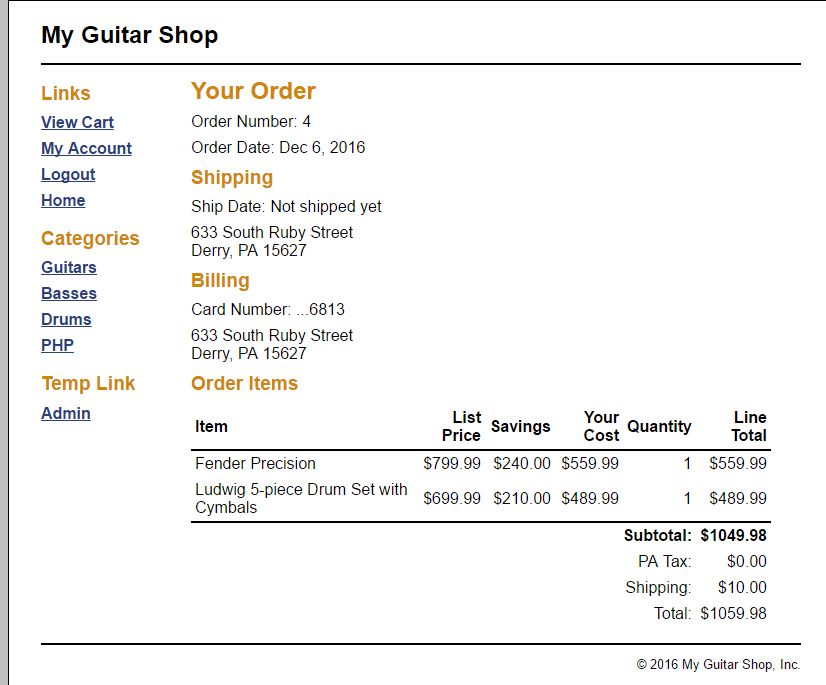 My Guitar Shop
Links
View Cart
My Account
Logout
Home
Categories
Guitars
Basses
Drums
PHP
Temp Link
Admin
Your Order
Order Number: 4
Order Date: Dec 6, 2016
Shipping
Ship Date: Not shipped yet
633 South Ruby Street
Derry, PA 15627
Billing
Card Number: ...6813
633 South Ruby Street
Derry, PA 15627
Order Items
Item List Price Savings Your Cost Quantity Line Total
Fender Precision $799.99 $240.00 $559.99 1 $559.99
Ludwig 5-piece Drum Set with Cymbals $699.99 $210.00 $489.99 1 $489.99
Subtotal: $1049.98
PA Tax: $0.00
Shipping: $10.00
Total: $1059.98
© 2016 My Guitar Shop, Inc.